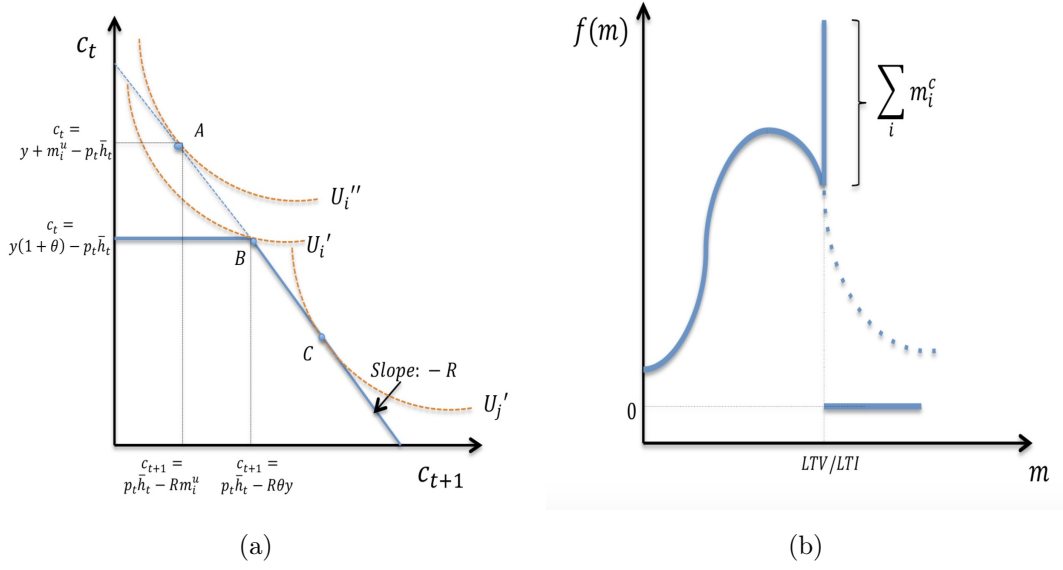 c_t
c_t =
y + m_i^u − p_t h̄_t
c_t =
y(1 + θ) − p_t h̄_t
A
B
C
U_i''
U_i'
U_j'
Slope: − R
c_{t+1} =
p_t h̄_t − Rm_i^u
c_{t+1} =
p_t h̄_t − Rθy
c_{t+1}
(a)
f(m)
∑_i m_i^c
0
LTV/LTI
m
(b)